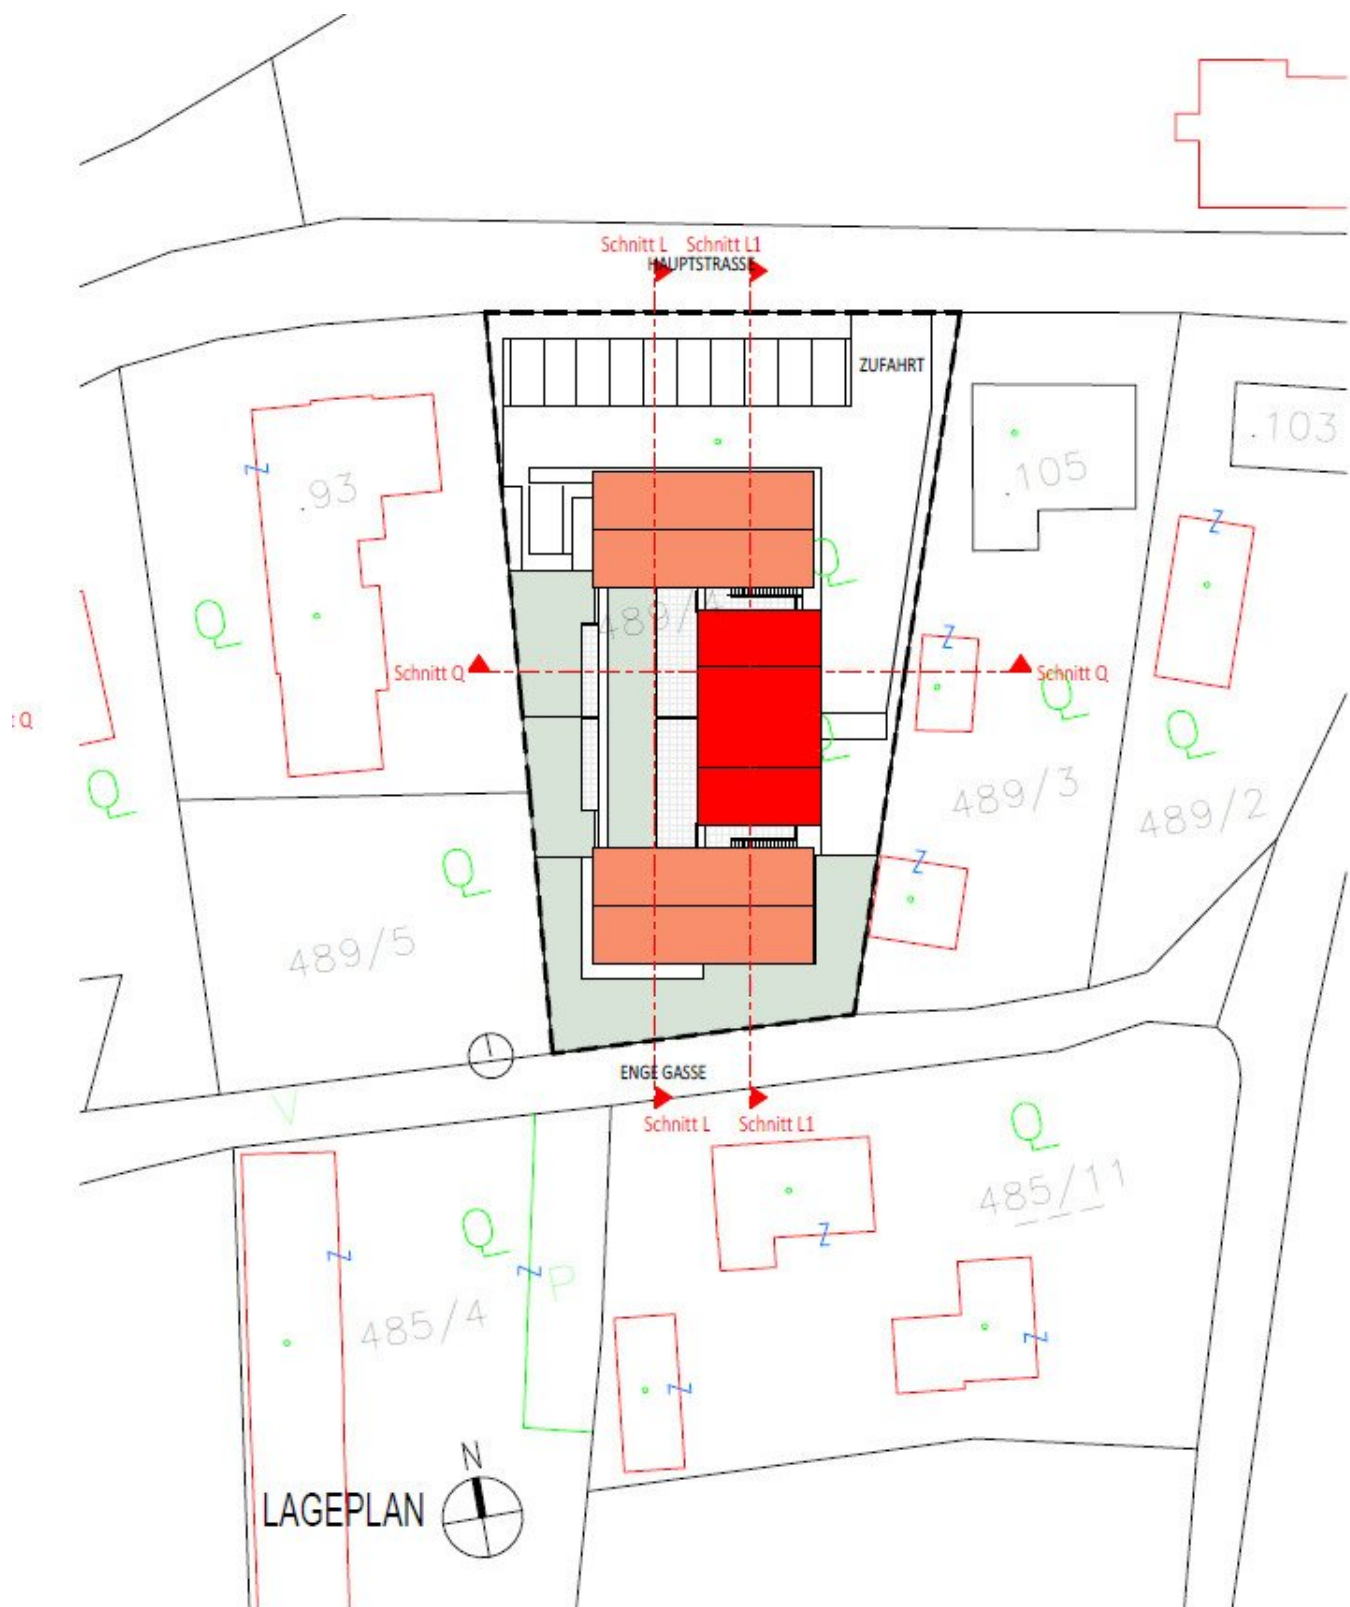 Schnitt L Schnitt L1
HAUPTSTRASSE
ZUFAHRT
.93
.105
.103
489/4
Schnitt Q
Schnitt Q
Q
489/3
489/2
489/5
ENGE GASSE
Schnitt L Schnitt L1
V
485/11
485/4
P
N
LAGEPLAN